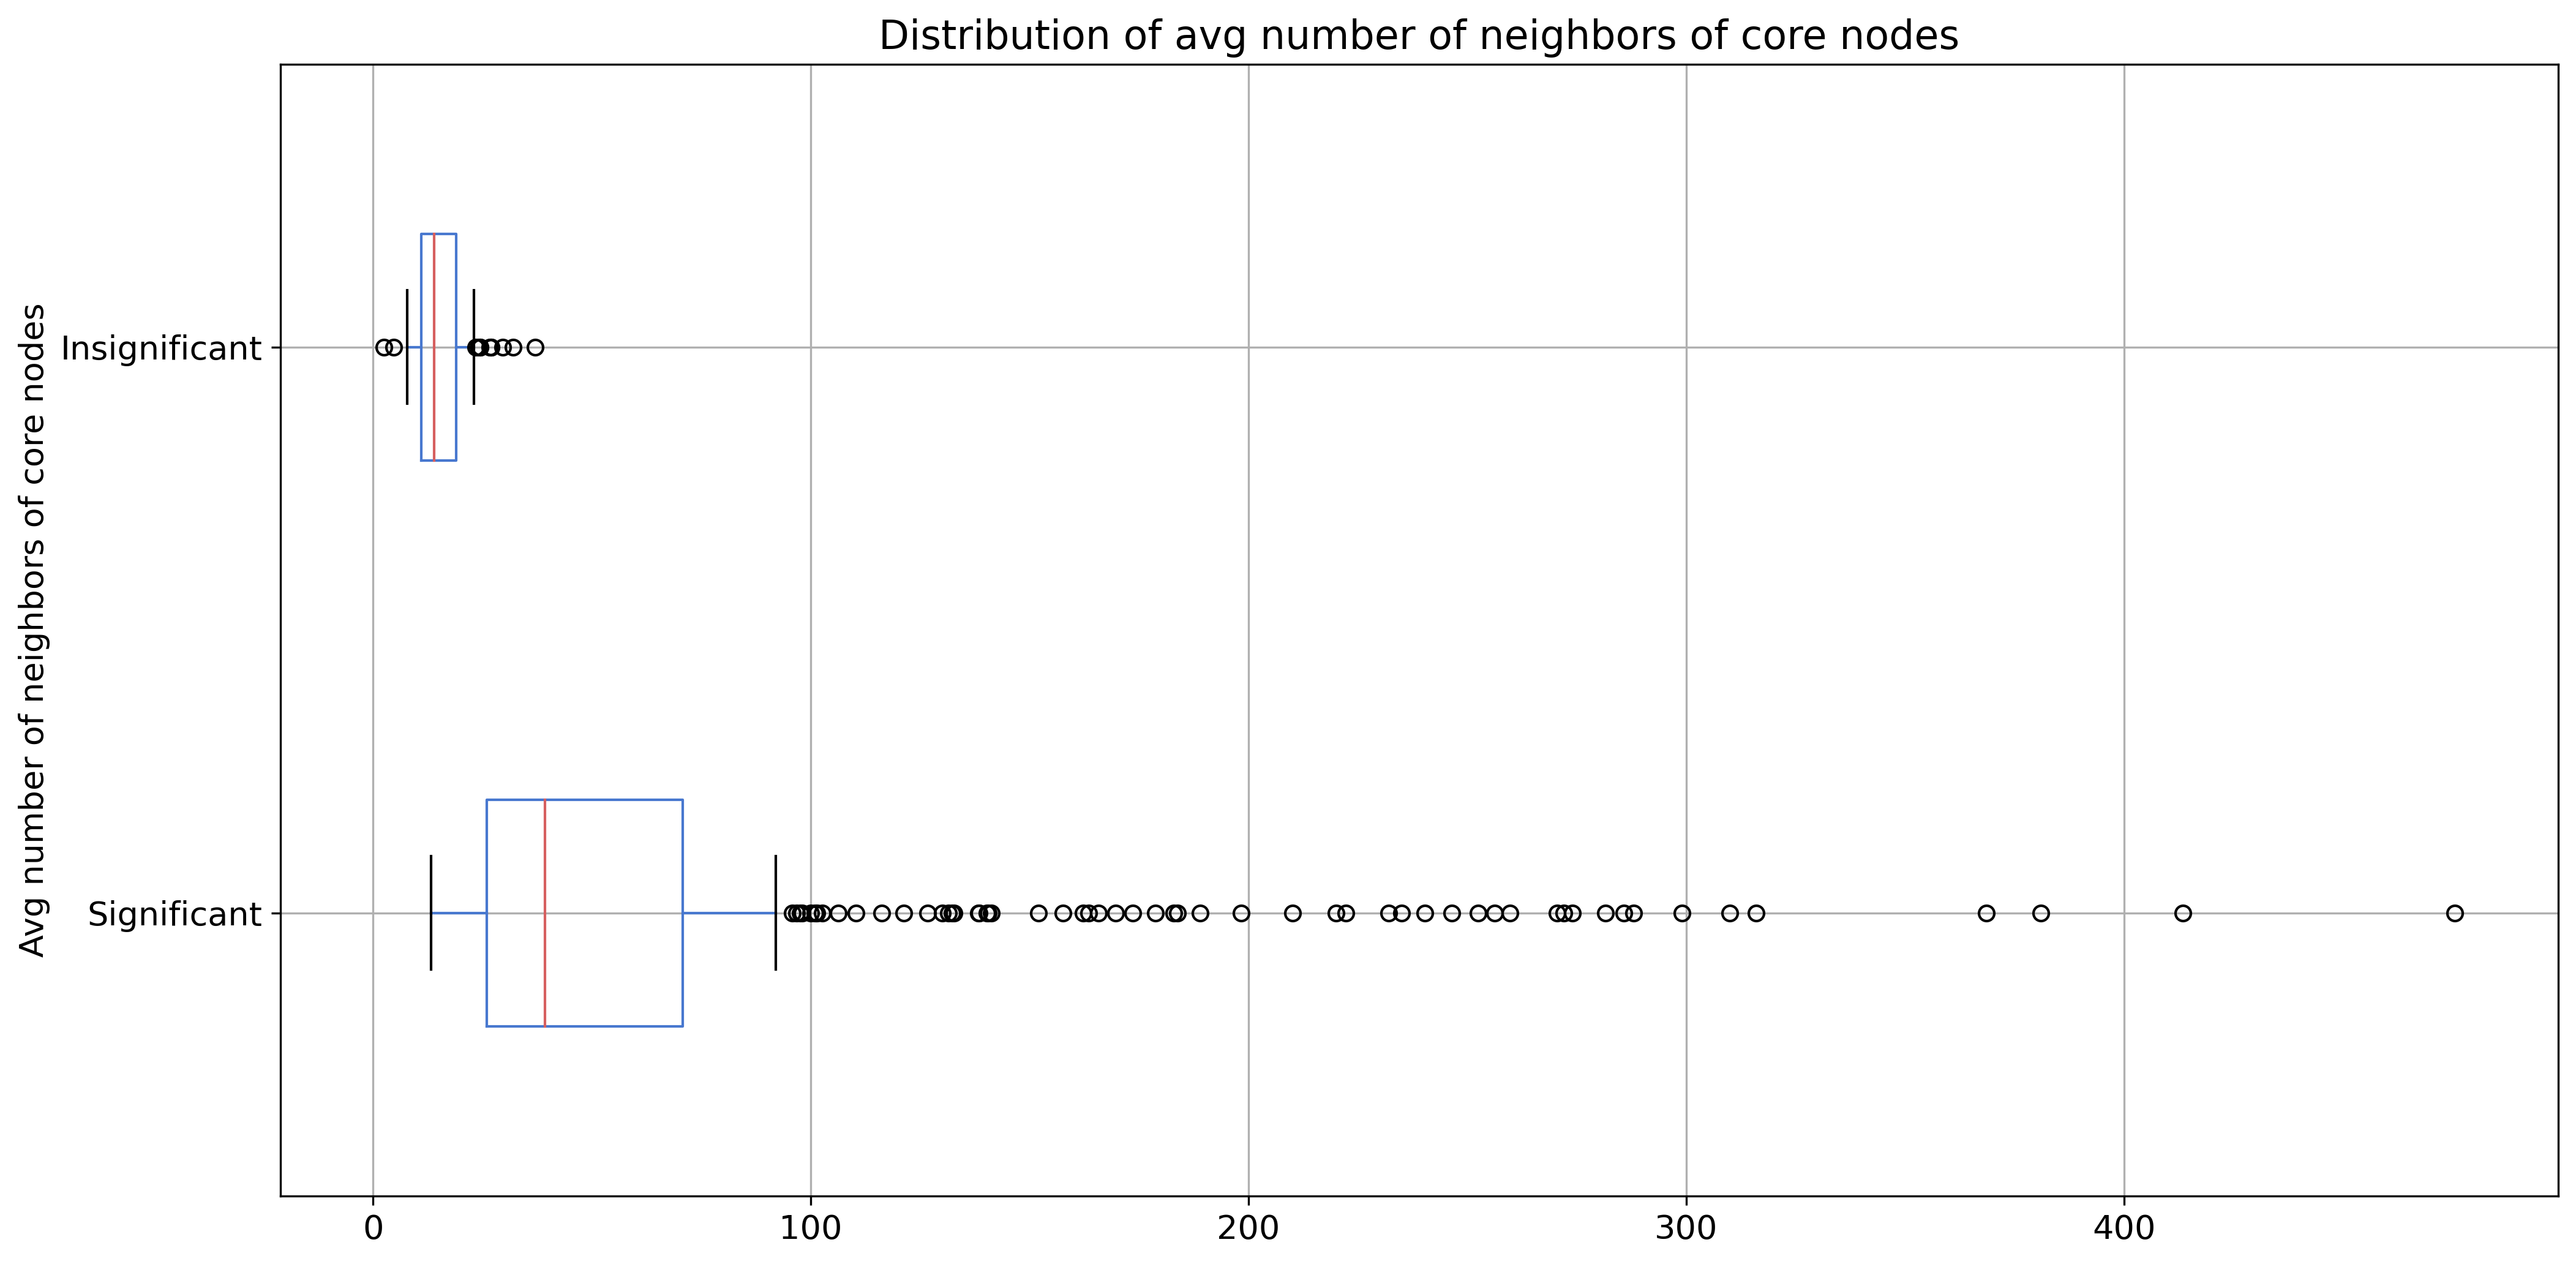 Distribution of avg number of neighbors of core nodes
Avg number of neighbors of core nodes
Insignificant
Significant
0
100
200
300
400